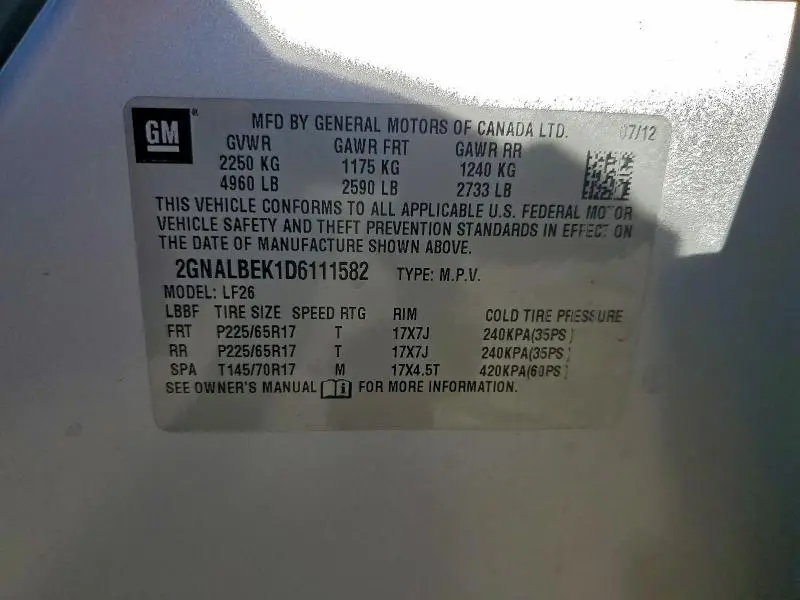 GM ® MFD BY GENERAL MOTORS OF CANADA LTD. 07/12
GVWR GAWR FRT GAWR RR
2250 KG 1175 KG 1240 KG
4960 LB 2590 LB 2733 LB
THIS VEHICLE CONFORMS TO ALL APPLICABLE U.S. FEDERAL MOTOR
VEHICLE SAFETY AND THEFT PREVENTION STANDARDS IN EFFECT ON
THE DATE OF MANUFACTURE SHOWN ABOVE.
2GNALBEK1D6111582 TYPE: M.P.V.
MODEL: LF26
LBBF TIRE SIZE SPEED RTG RIM COLD TIRE PRESSURE
FRT P225/65R17 T 17X7J 240KPA(35PSI)
RR P225/65R17 T 17X7J 240KPA(35PSI)
SPA T145/70R17 M 17X4.5T 420KPA(60PSI)
SEE OWNER'S MANUAL i FOR MORE INFORMATION.